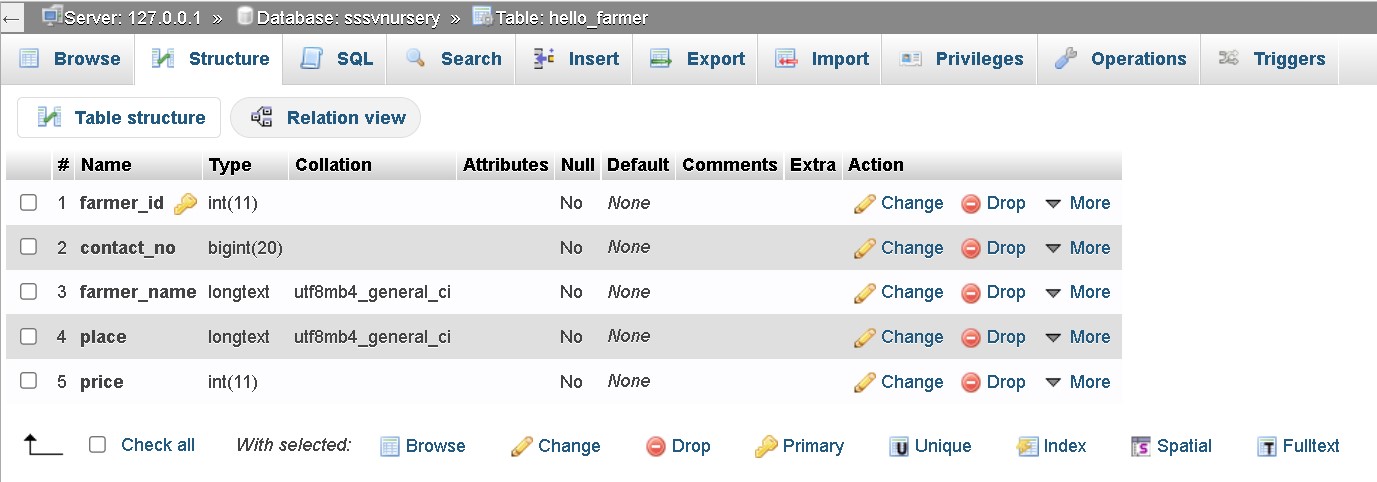 ← Server: 127.0.0.1 » Database: sssvnursery » Table: hello_farmer
Browse Structure SQL Search Insert Export Import Privileges Operations Triggers
Table structure Relation view
# Name Type Collation Attributes Null Default Comments Extra Action
1 farmer_id int(11) No None Change Drop More
2 contact_no bigint(20) No None Change Drop More
3 farmer_name longtext utf8mb4_general_ci No None Change Drop More
4 place longtext utf8mb4_general_ci No None Change Drop More
5 price int(11) No None Change Drop More
Check all With selected: Browse Change Drop Primary Unique Index Spatial Fulltext